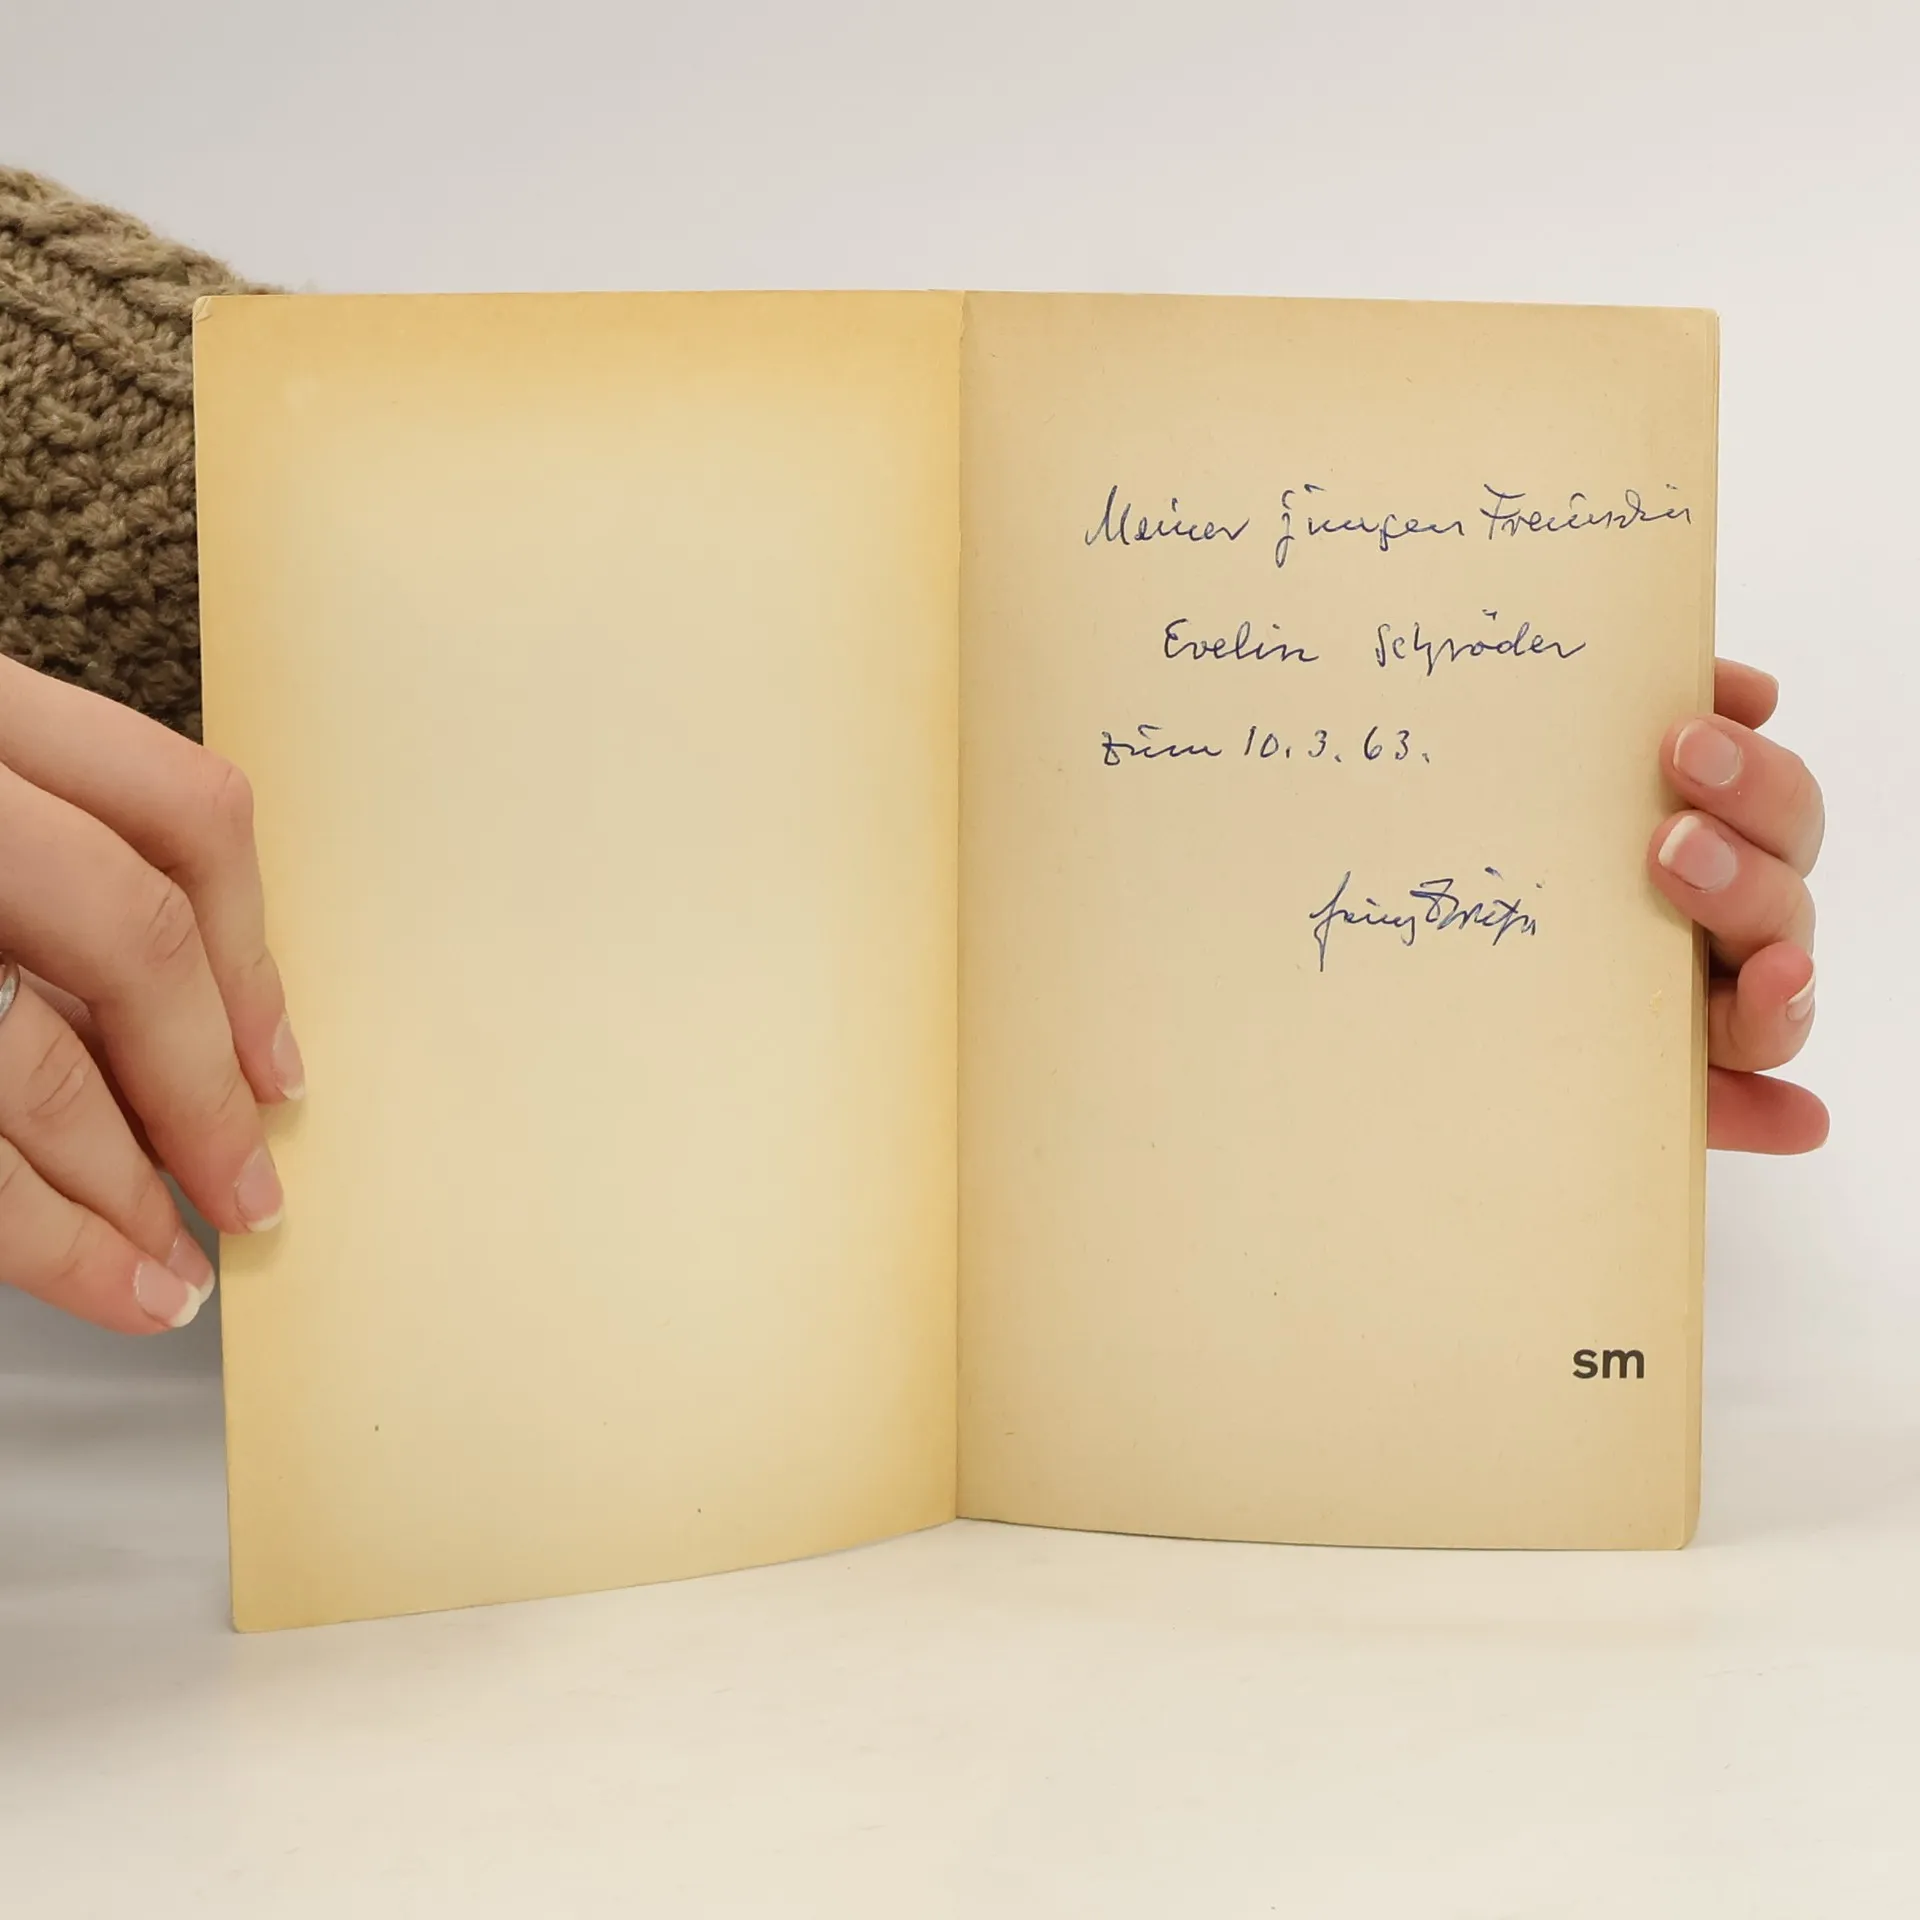 Meiner jungen Freundin
Evelin Schröder
zum 10.3.63.
sm